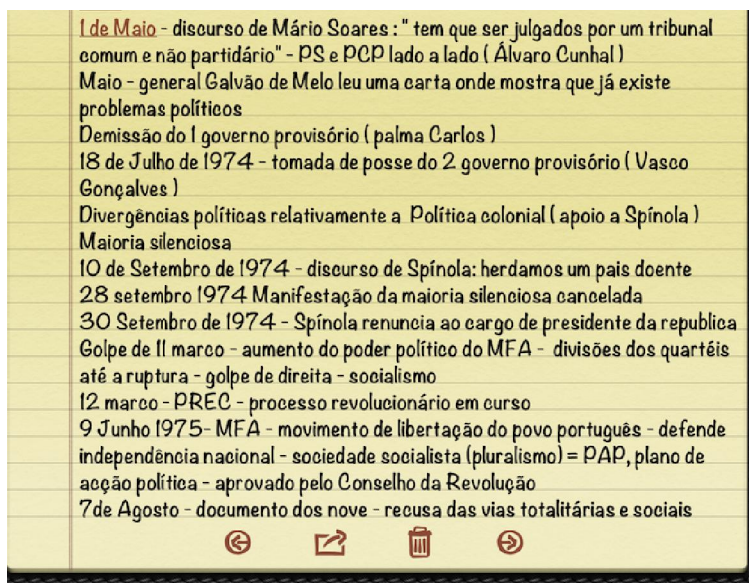 1 de Maio - discurso de Mário Soares : " tem que ser julgados por um tribunal
comum e não partidário" - PS e PCP lado a lado ( Álvaro Cunhal )
Maio - general Galvão de Melo leu uma carta onde mostra que já existe
problemas políticos
Demissão do 1 governo provisório ( palma Carlos )
18 de Julho de 1974 - tomada de posse do 2 governo provisório ( Vasco
Gonçalves )
Divergências políticas relativamente a Política colonial ( apoio a Spínola )
Maioria silenciosa
10 de Setembro de 1974 - discurso de Spínola: herdamos um pais doente
28 setembro 1974 Manifestação da maioria silenciosa cancelada
30 Setembro de 1974 - Spínola renuncia ao cargo de presidente da republica
Golpe de 11 marco - aumento do poder político do MFA - divisões dos quartéis
até a ruptura - golpe de direita - socialismo
12 marco - PREC - processo revolucionário em curso
9 Junho 1975- MFA - movimento de libertação do povo português - defende
independência nacional - sociedade socialista (pluralismo) = PAP, plano de
acção política - aprovado pelo Conselho da Revolução
7de Agosto - documento dos nove - recusa das vias totalitárias e sociais